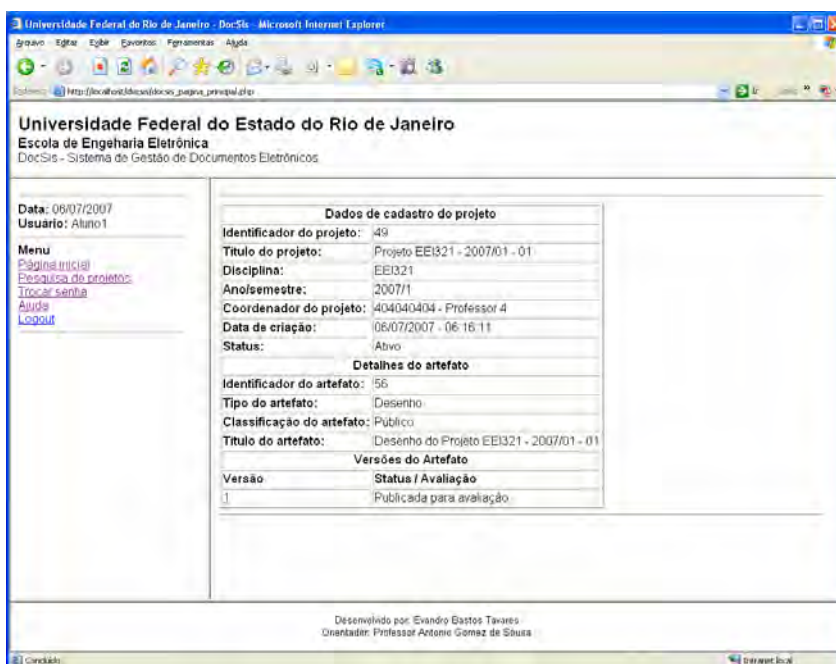 Universidade Federal do Rio de Janeiro - DocSis - Microsoft Internet Explorer
Arquivo Editar Exibir Favoritos Ferramentas Ajuda
http://localhost/docsis/docsis_pagina_principal.php
Universidade Federal do Estado do Rio de Janeiro
Escola de Engeharia Eletrônica
DocSis - Sistema de Gestão de Documentos Eletrônicos
Data: 06/07/2007
Usuário: Aluno1
Menu
Página inicial
Pesquisa de projetos
Trocar senha
Ajuda
Logout
Dados de cadastro do projeto
Identificador do projeto: 49
Título do projeto: Projeto EEI321 - 2007/01 - 01
Disciplina: EEI321
Ano/semestre: 2007/1
Coordenador do projeto: 404040404 - Professor 4
Data de criação: 06/07/2007 - 06:16:11
Status: Ativo
Detalhes do artefato
Identificador do artefato: 56
Tipo do artefato: Desenho
Classificação do artefato: Público
Título do artefato: Desenho do Projeto EEI321 - 2007/01 - 01
Versões do Artefato
Versão Status / Avaliação
1 Publicada para avaliação
Desenvolvido por: Evandro Bastos Tavares
Orientador: Professor Antonio Gomez de Sousa
Concluído
Intranet local